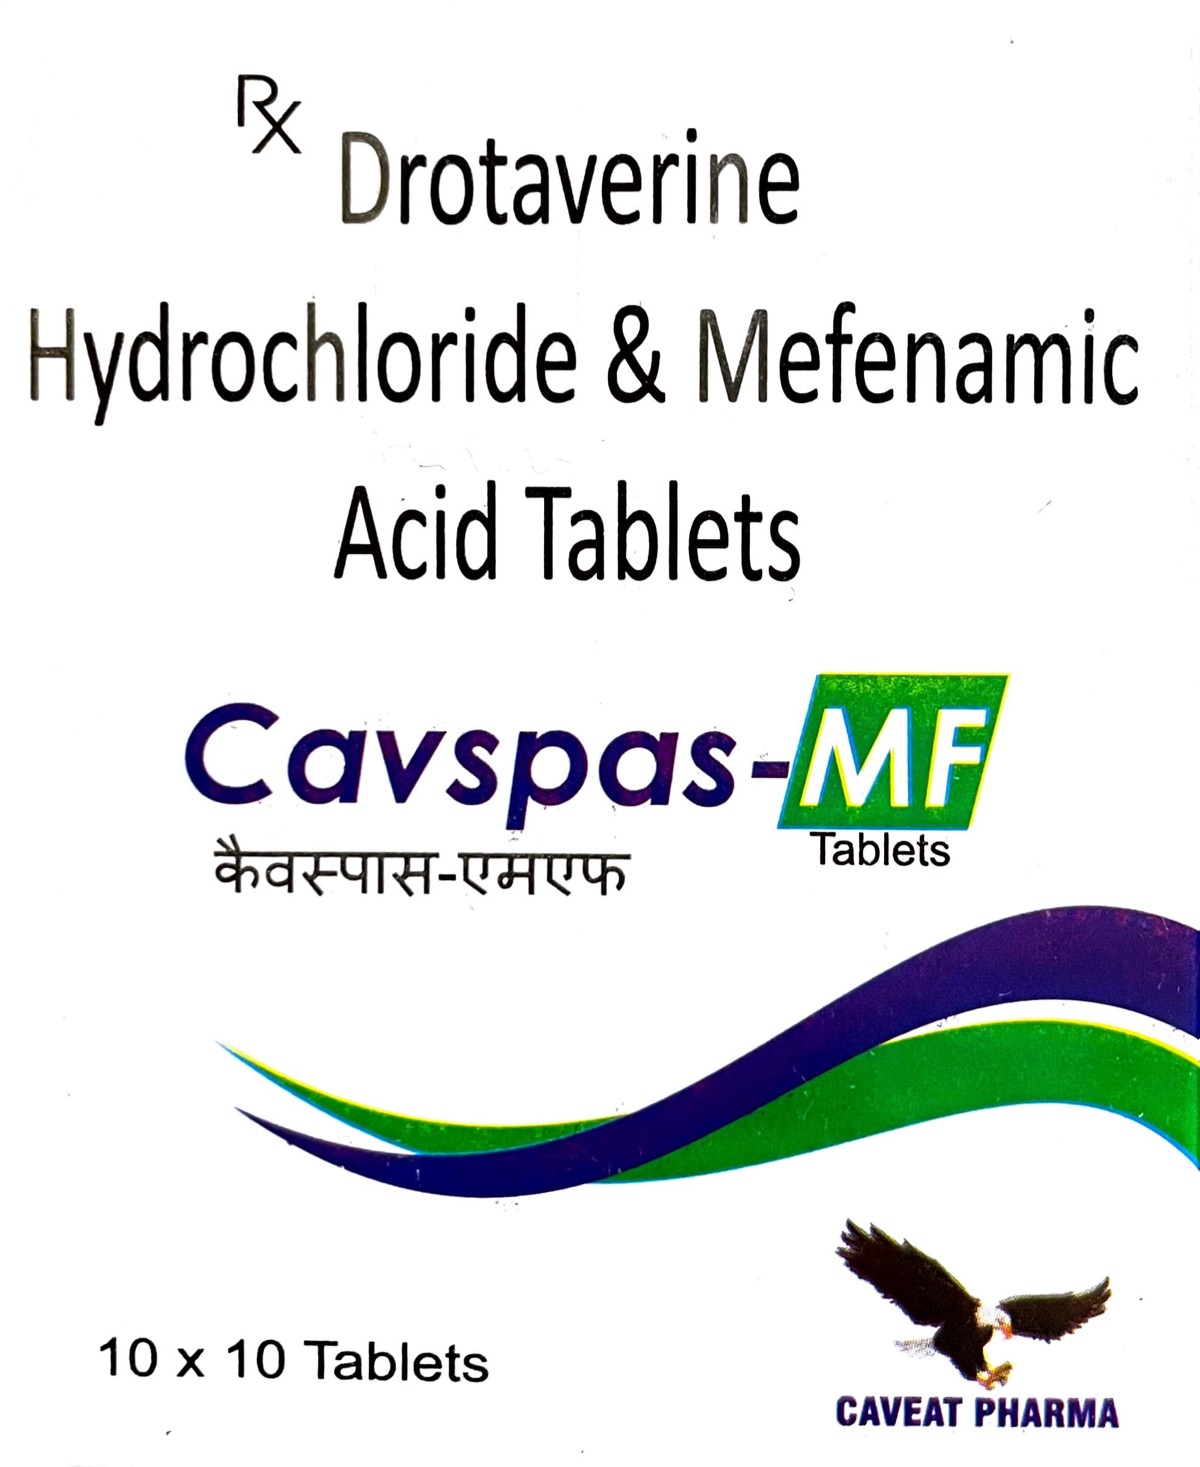 Rx Drotaverine
Hydrochloride & Mefenamic
Acid Tablets
Cavspas-MF
Tablets
कैवस्पास-एमएफ
10 x 10 Tablets
CAVEAT PHARMA